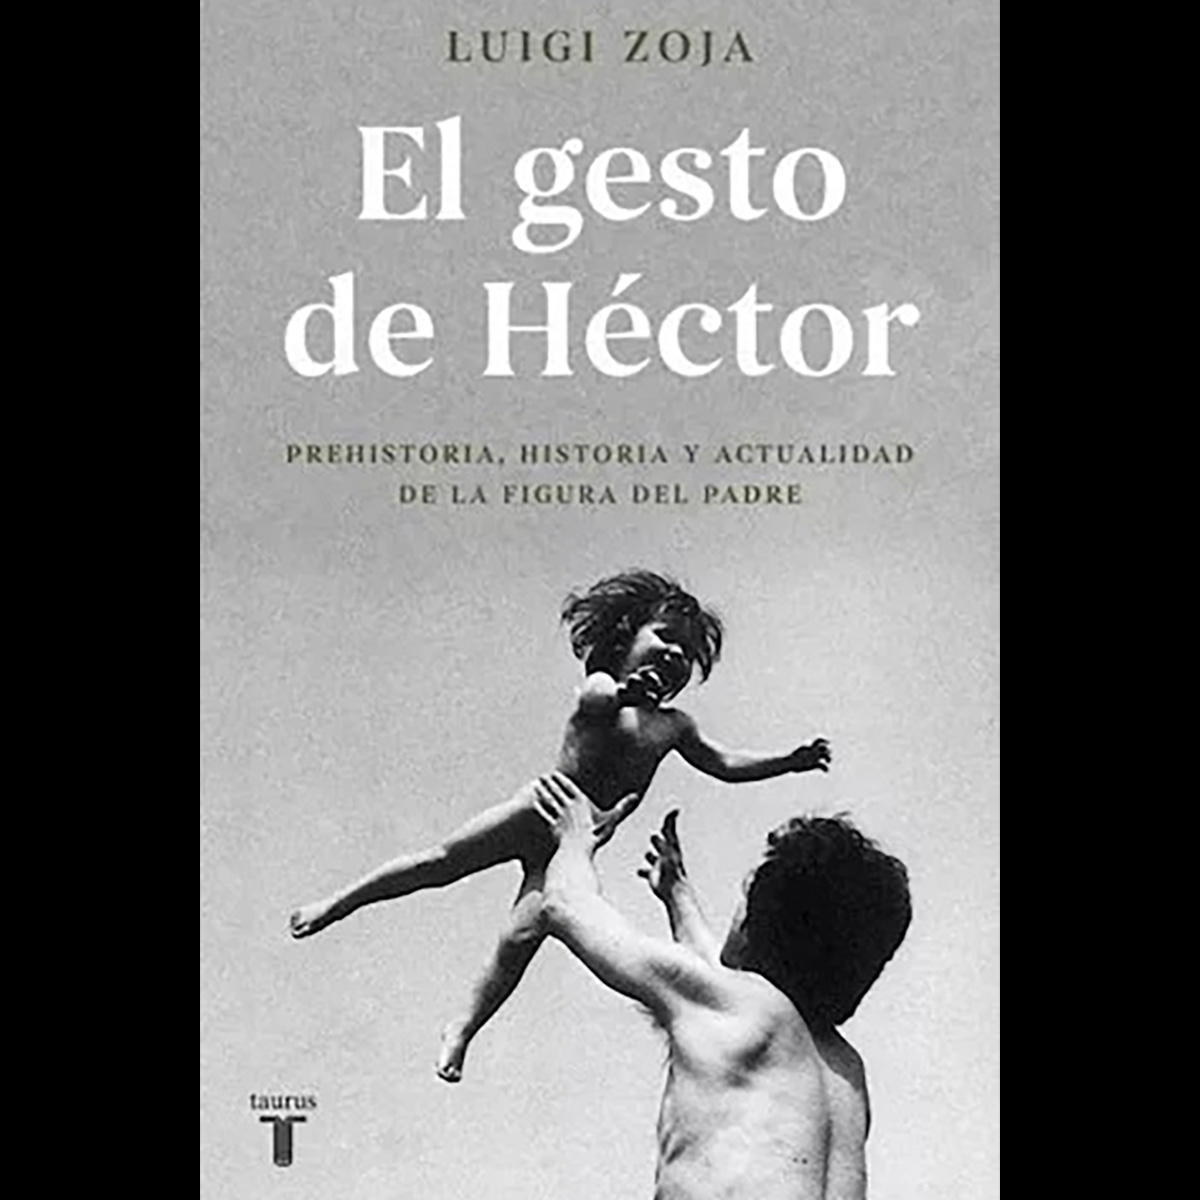 LUIGI ZOJA
El gesto
de Héctor
PREHISTORIA, HISTORIA Y ACTUALIDAD
DE LA FIGURA DEL PADRE
taurus
T